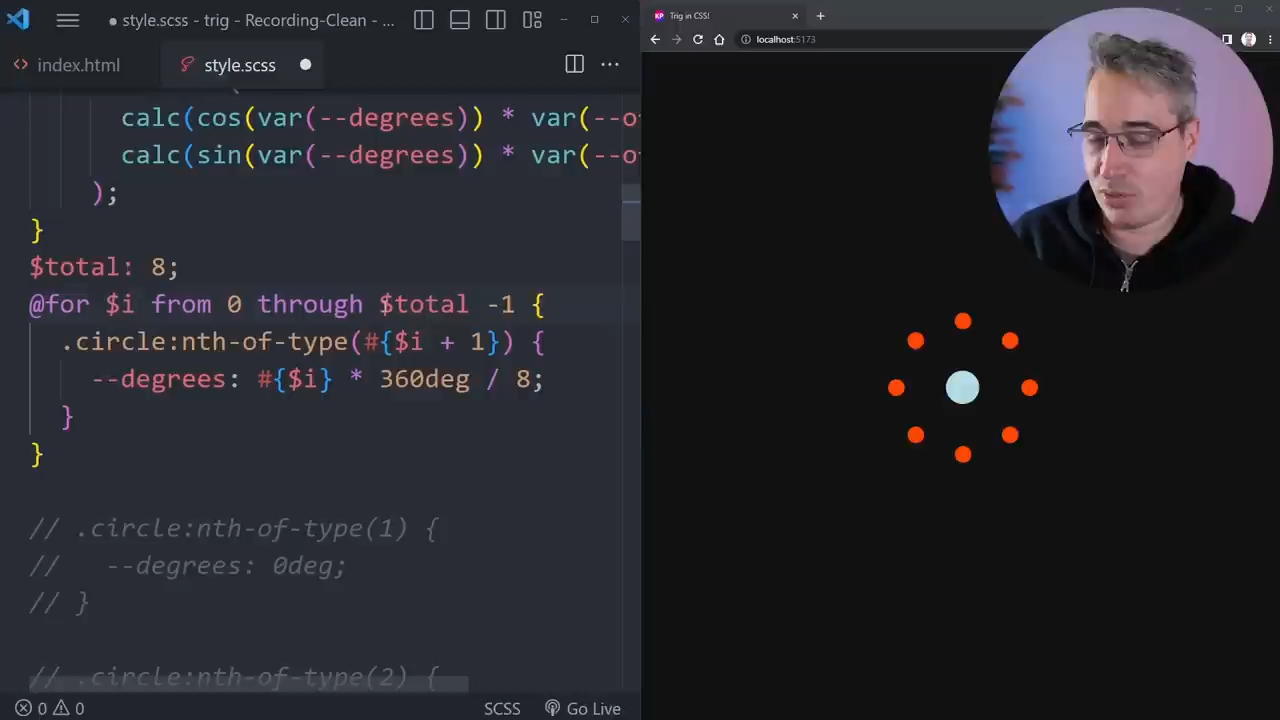 style.scss - trig - Recording-Clean - ...
index.html
style.scss
calc(cos(var(--degrees)) * var(--o
calc(sin(var(--degrees)) * var(--o
);
}
$total: 8;
@for $i from 0 through $total -1 {
.circle:nth-of-type(#{$i + 1}) {
--degrees: #{$i} * 360deg / 8;
}
}
// .circle:nth-of-type(1) {
// --degrees: 0deg;
// }
// .circle:nth-of-type(2) {
0 0
SCSS
Go Live
KP Trig in CSS!
localhost:5173